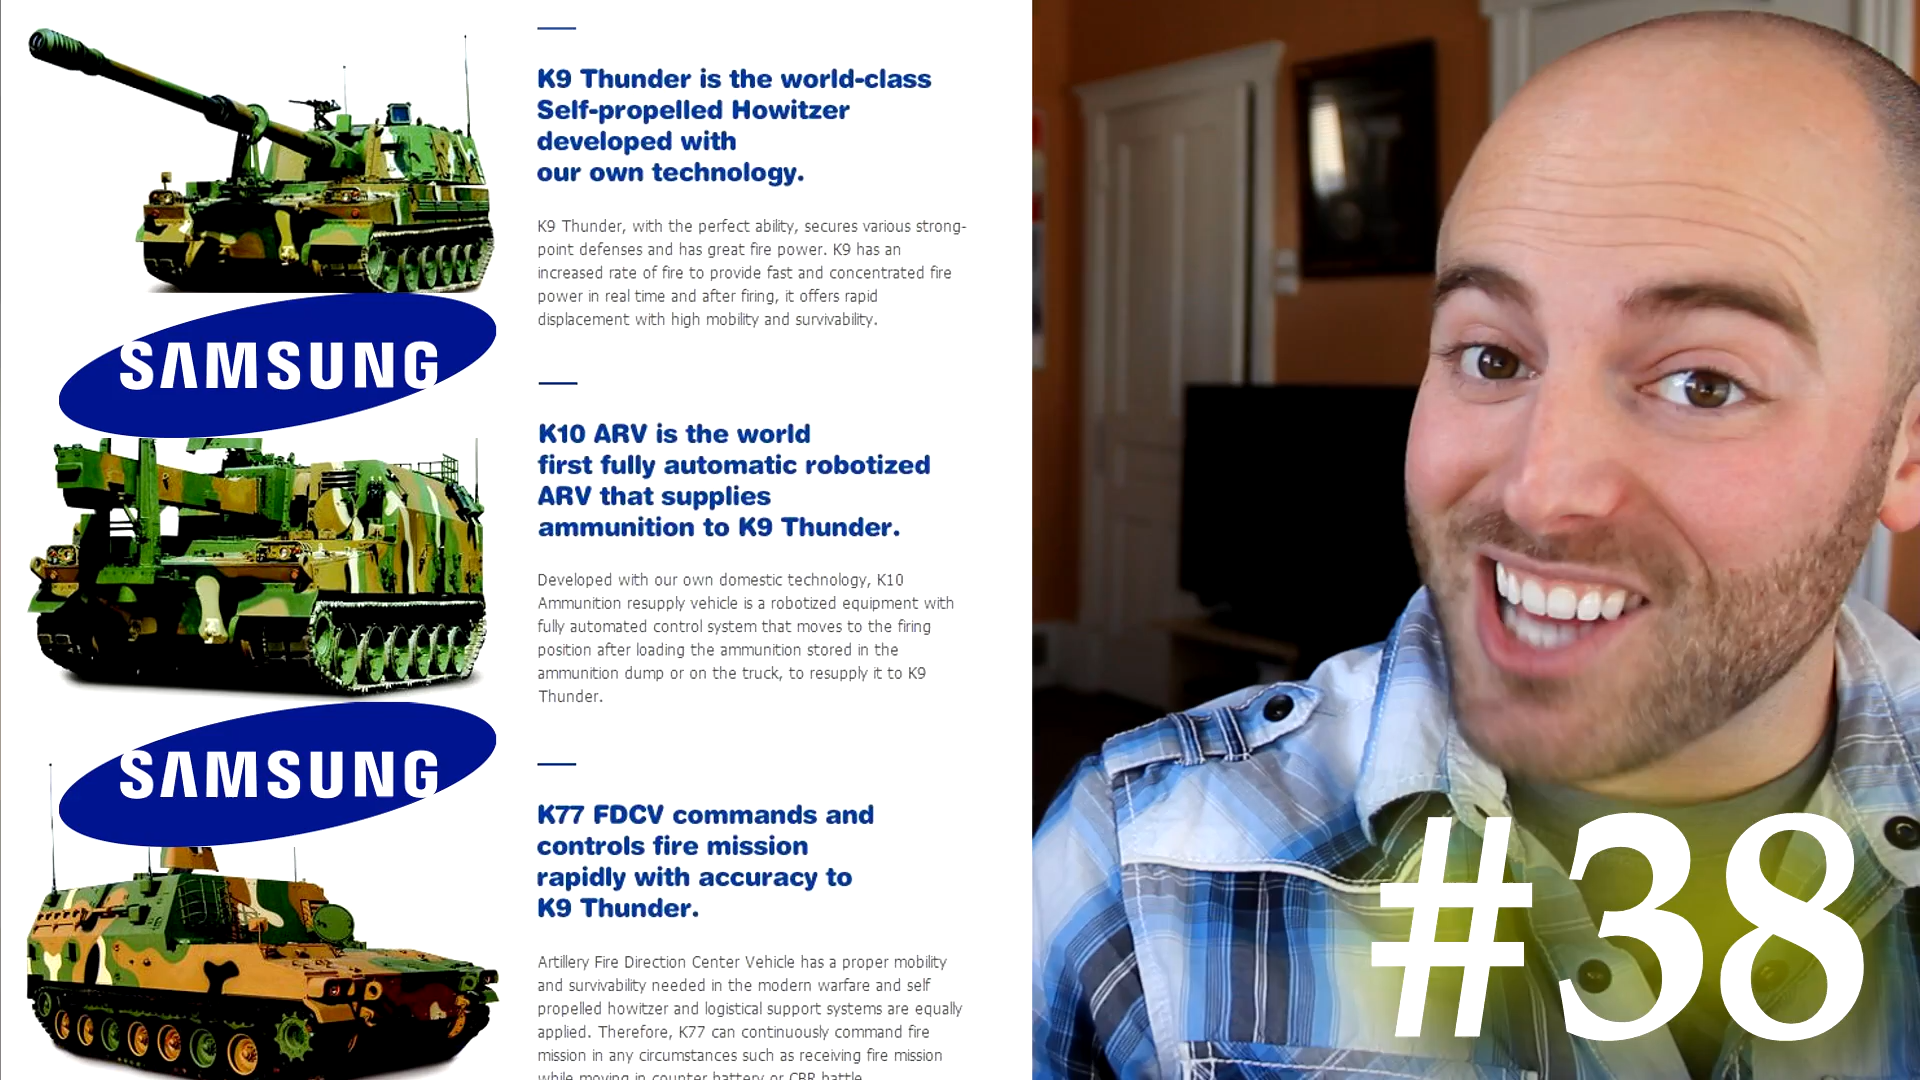 K9 Thunder is the world-class
Self-propelled Howitzer
developed with
our own technology.
K9 Thunder, with the perfect ability, secures various strong-
point defenses and has great fire power. K9 has an
increased rate of fire to provide fast and concentrated fire
power in real time and after firing, it offers rapid
displacement with high mobility and survivability.
SAMSUNG
K10 ARV is the world
first fully automatic robotized
ARV that supplies
ammunition to K9 Thunder.
Developed with our own domestic technology, K10
Ammunition resupply vehicle is a robotized equipment with
fully automated control system that moves to the firing
position after loading the ammunition stored in the
ammunition dump or on the truck, to resupply it to K9
Thunder.
SAMSUNG
K77 FDCV commands and
controls fire mission
rapidly with accuracy to
K9 Thunder.
Artillery Fire Direction Center Vehicle has a proper mobility
and survivability needed in the modern warfare and self
propelled howitzer and logistical support systems are equally
applied. Therefore, K77 can continuously command fire
mission in any circumstances such as receiving fire mission
while moving in counter battery or CBR battle.
#38